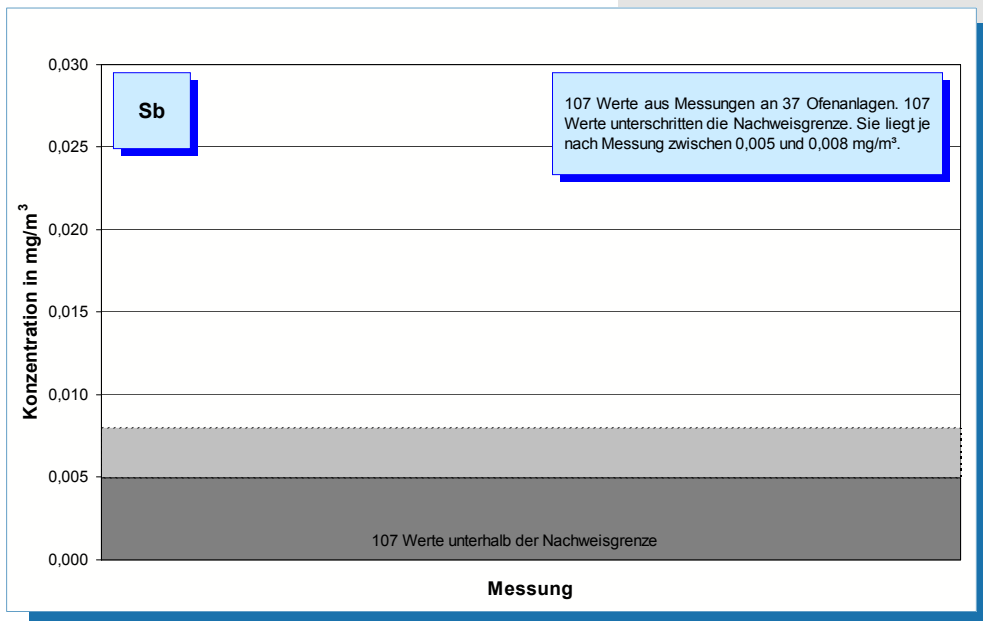 Sb
107 Werte aus Messungen an 37 Ofenanlagen. 107
Werte unterschritten die Nachweisgrenze. Sie liegt je
nach Messung zwischen 0,005 und 0,008 mg/m³.
Konzentration in mg/m³
0,030
0,025
0,020
0,015
0,010
0,005
0,000
107 Werte unterhalb der Nachweisgrenze
Messung